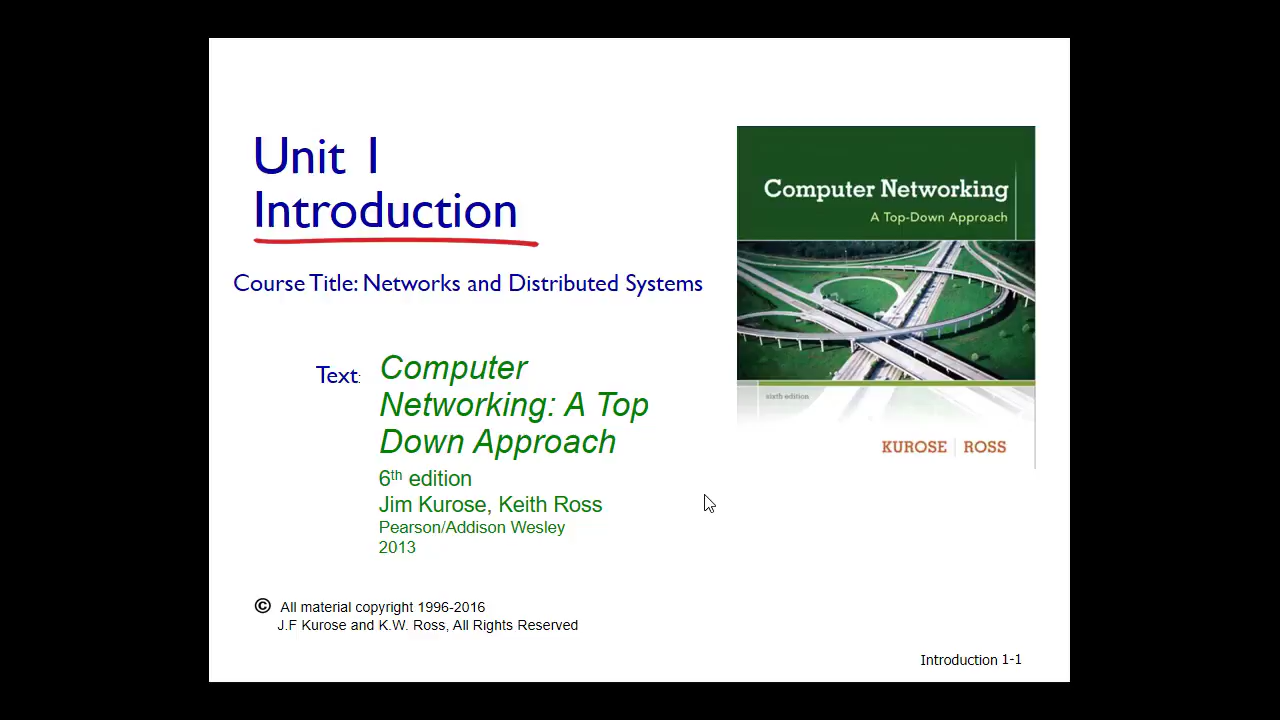 Unit 1
Introduction
Course Title: Networks and Distributed Systems
Text:
Computer
Networking: A Top
Down Approach
6th edition
Jim Kurose, Keith Ross
Pearson/Addison Wesley
2013
© All material copyright 1996-2016
J.F Kurose and K.W. Ross, All Rights Reserved
Computer Networking
A Top-Down Approach
sixth edition
KUROSE | ROSS
Introduction 1-1